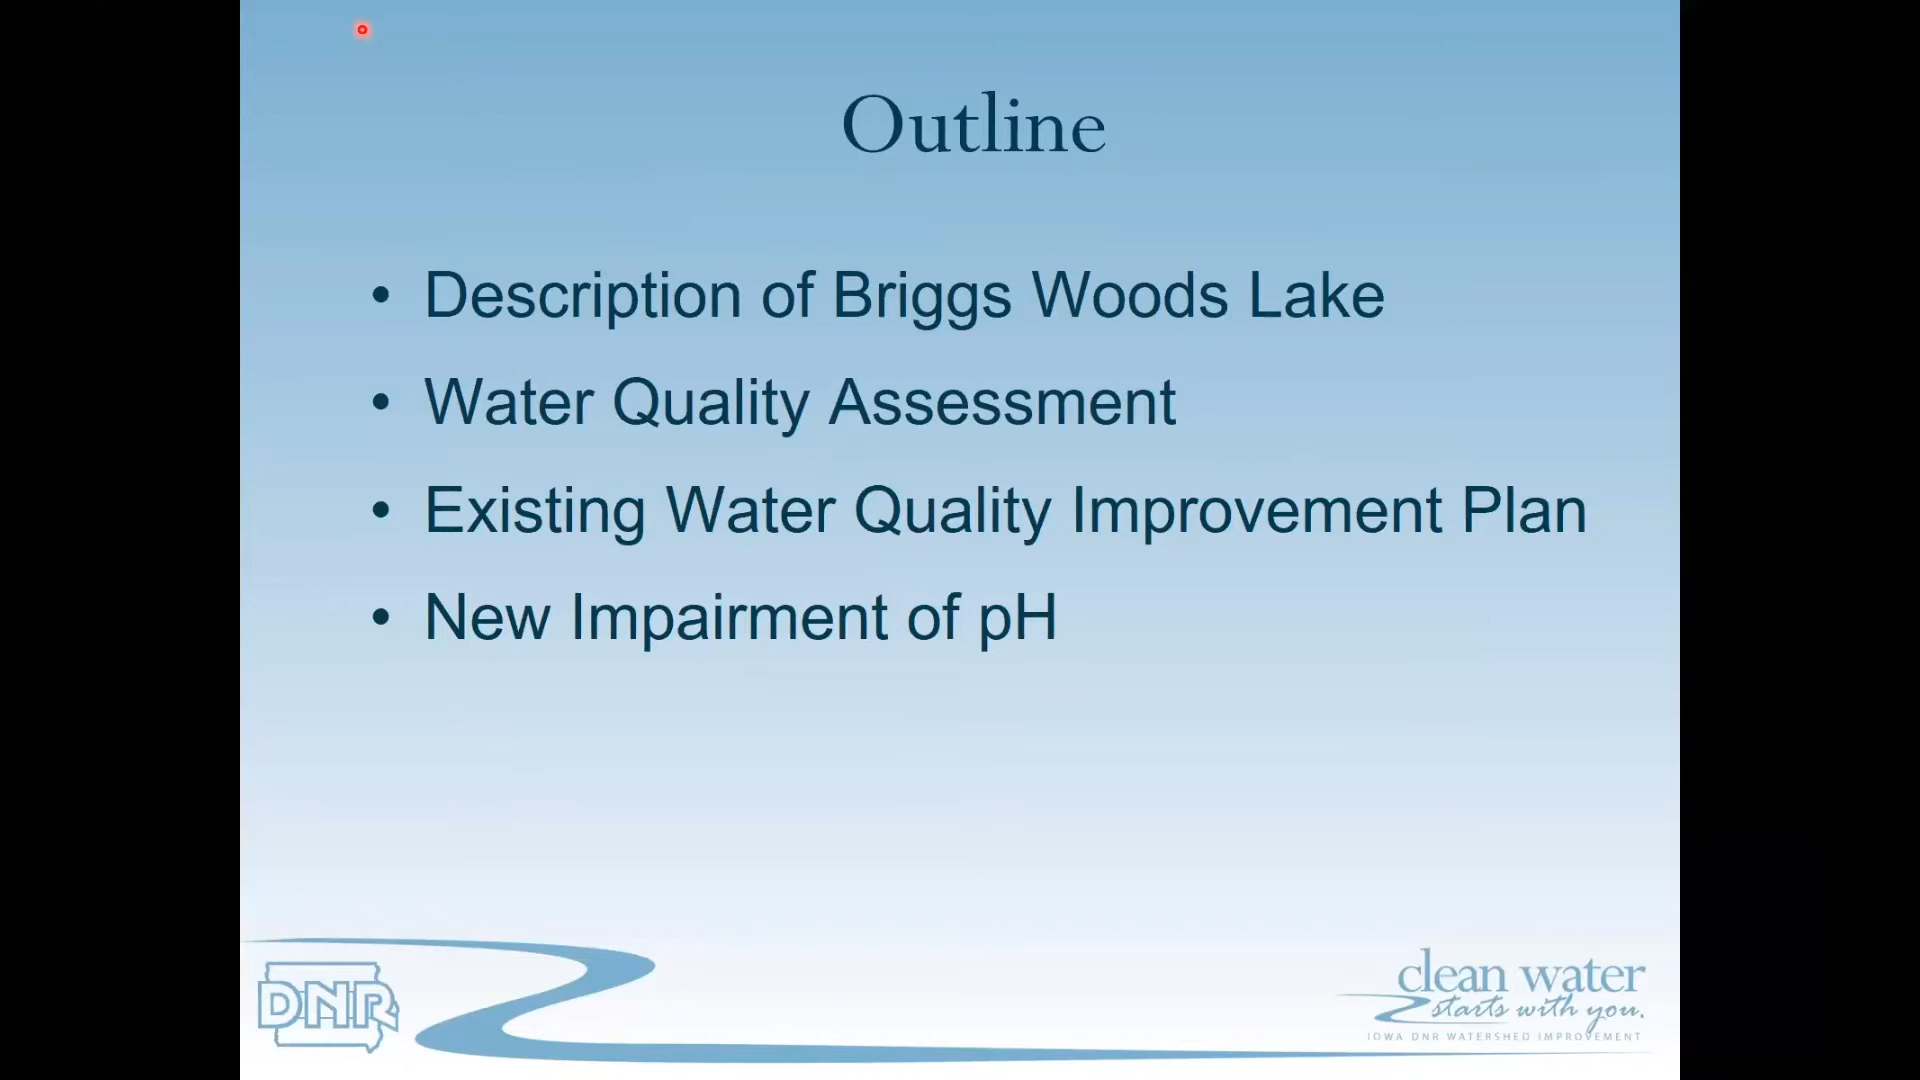 Outline
• Description of Briggs Woods Lake
• Water Quality Assessment
• Existing Water Quality Improvement Plan
• New Impairment of pH
DNR
clean water
starts with you.
IOWA DNR WATERSHED IMPROVEMENT